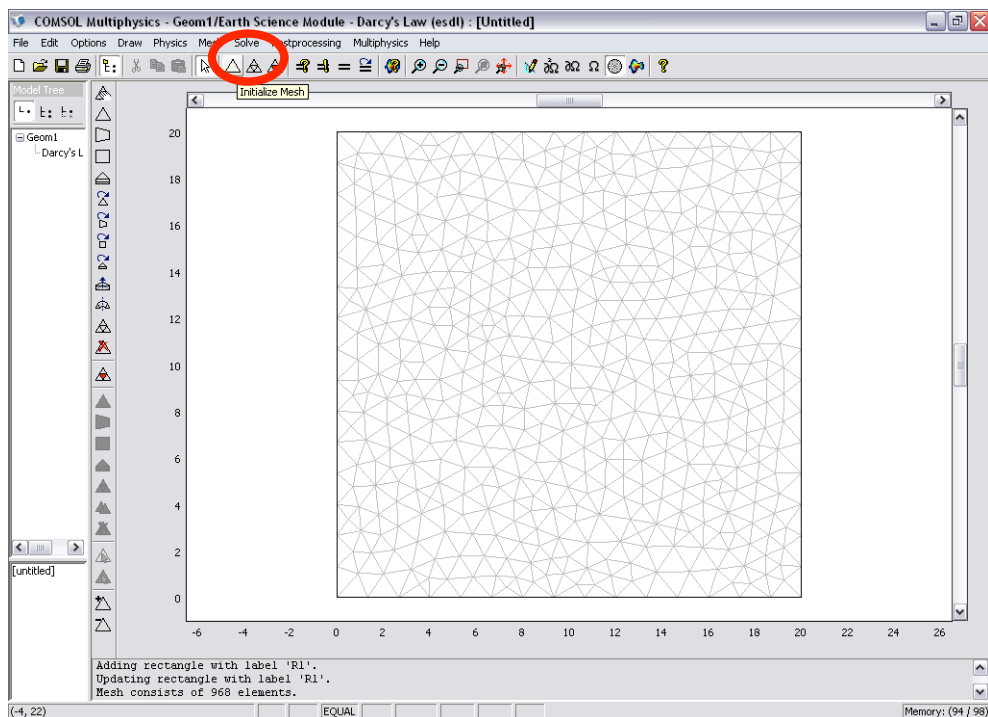 COMSOL Multiphysics - Geom1/Earth Science Module - Darcy's Law (esdl) : [Untitled]
File Edit Options Draw Physics Mesh Solve Postprocessing Multiphysics Help
Initialize Mesh
Model Tree
Geom1
Darcy's L
[untitled]
20
18
16
14
12
10
8
6
4
2
0
-6 -4 -2 0 2 4 6 8 10 12 14 16 18 20 22 24 26
Adding rectangle with label 'R1'.
Updating rectangle with label 'R1'.
Mesh consists of 968 elements.
(-4, 22) EQUAL Memory: (94 / 98)